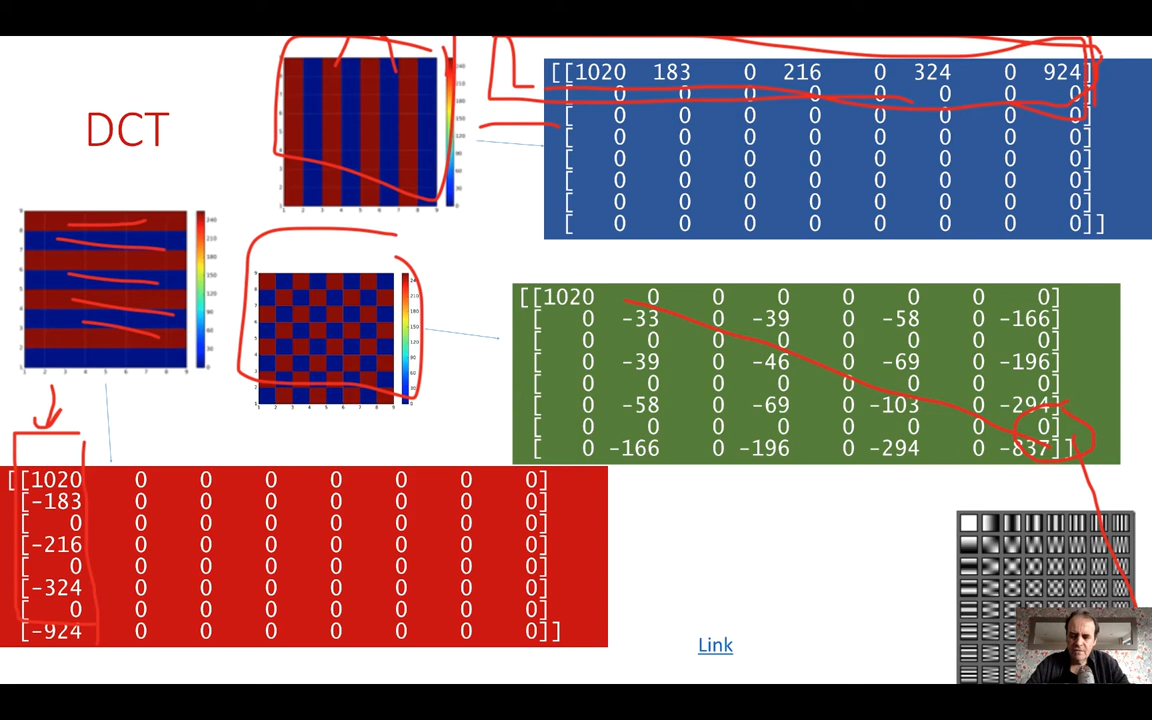 DCT
[[1020 183 0 216 0 324 0 924]
[ 0 0 0 0 0 0 0 0]
[ 0 0 0 0 0 0 0 0]
[ 0 0 0 0 0 0 0 0]
[ 0 0 0 0 0 0 0 0]
[ 0 0 0 0 0 0 0 0]
[ 0 0 0 0 0 0 0 0]
[ 0 0 0 0 0 0 0 0]]
[[1020 0 0 0 0 0 0 0]
[ 0 -33 0 -39 0 -58 0 -166]
[ 0 0 0 0 0 0 0 0]
[ 0 -39 0 -46 0 -69 0 -196]
[ 0 0 0 0 0 0 0 0]
[ 0 -58 0 -69 0 -103 0 -294]
[ 0 0 0 0 0 0 0 0]
[ 0 -166 0 -196 0 -294 0 -837]]
[[1020 0 0 0 0 0 0 0]
[-183 0 0 0 0 0 0 0]
[ 0 0 0 0 0 0 0 0]
[-216 0 0 0 0 0 0 0]
[ 0 0 0 0 0 0 0 0]
[-324 0 0 0 0 0 0 0]
[ 0 0 0 0 0 0 0 0]
[-924 0 0 0 0 0 0 0]]
Link